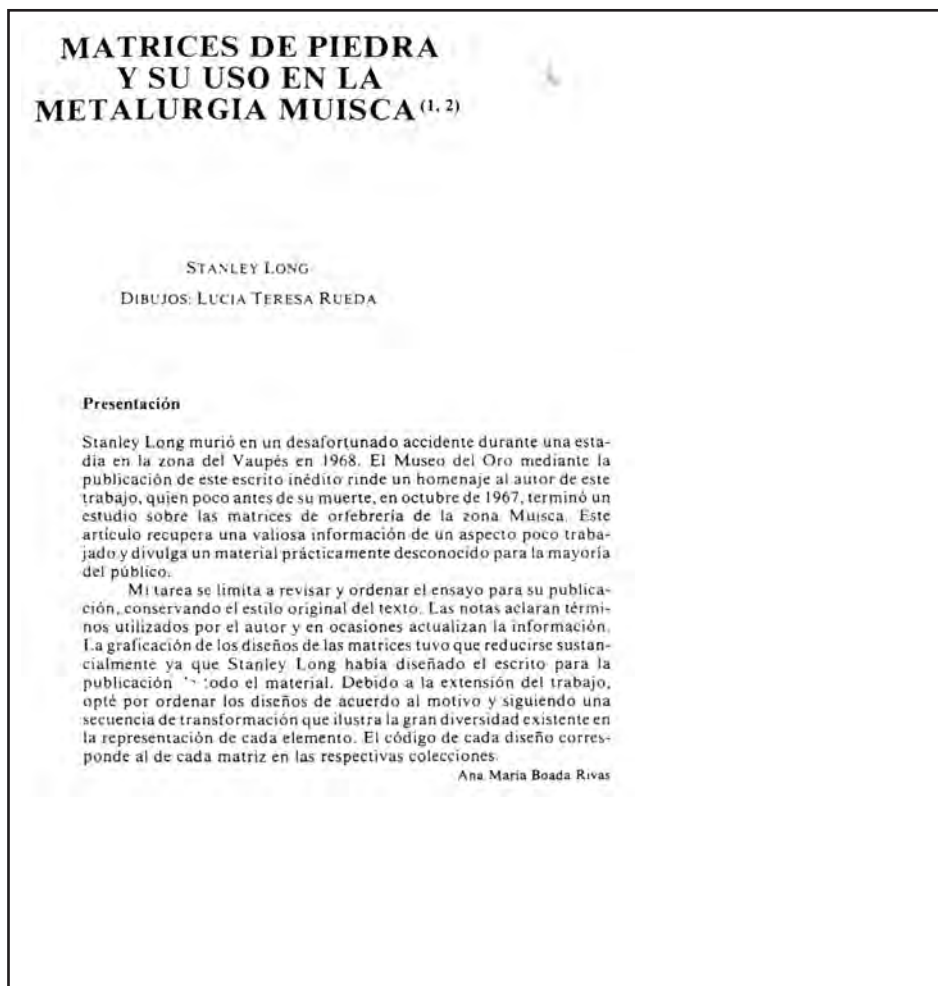 MATRICES DE PIEDRA
Y SU USO EN LA
METALURGIA MUISCA (1, 2)
STANLEY LONG
DIBUJOS: LUCIA TERESA RUEDA
Presentación
Stanley Long murió en un desafortunado accidente durante una esta-
día en la zona del Vaupés en 1968. El Museo del Oro mediante la
publicación de este escrito inédito rinde un homenaje al autor de este
trabajo, quien poco antes de su muerte, en octubre de 1967, terminó un
estudio sobre las matrices de orfebrería de la zona Muisca. Este
artículo recupera una valiosa información de un aspecto poco traba-
jado y divulga un material prácticamente desconocido para la mayoría
del público.
Mi tarea se limita a revisar y ordenar el ensayo para su publica-
ción, conservando el estilo original del texto. Las notas aclaran térmi-
nos utilizados por el autor y en ocasiones actualizan la información.
La graficación de los diseños de las matrices tuvo que reducirse sustan-
cialmente ya que Stanley Long había diseñado el escrito para la
publicación todo el material. Debido a la extensión del trabajo,
opté por ordenar los diseños de acuerdo al motivo y siguiendo una
secuencia de transformación que ilustra la gran diversidad existente en
la representación de cada elemento. El código de cada diseño corres-
ponde al de cada matriz en las respectivas colecciones.
Ana María Boada Rivas